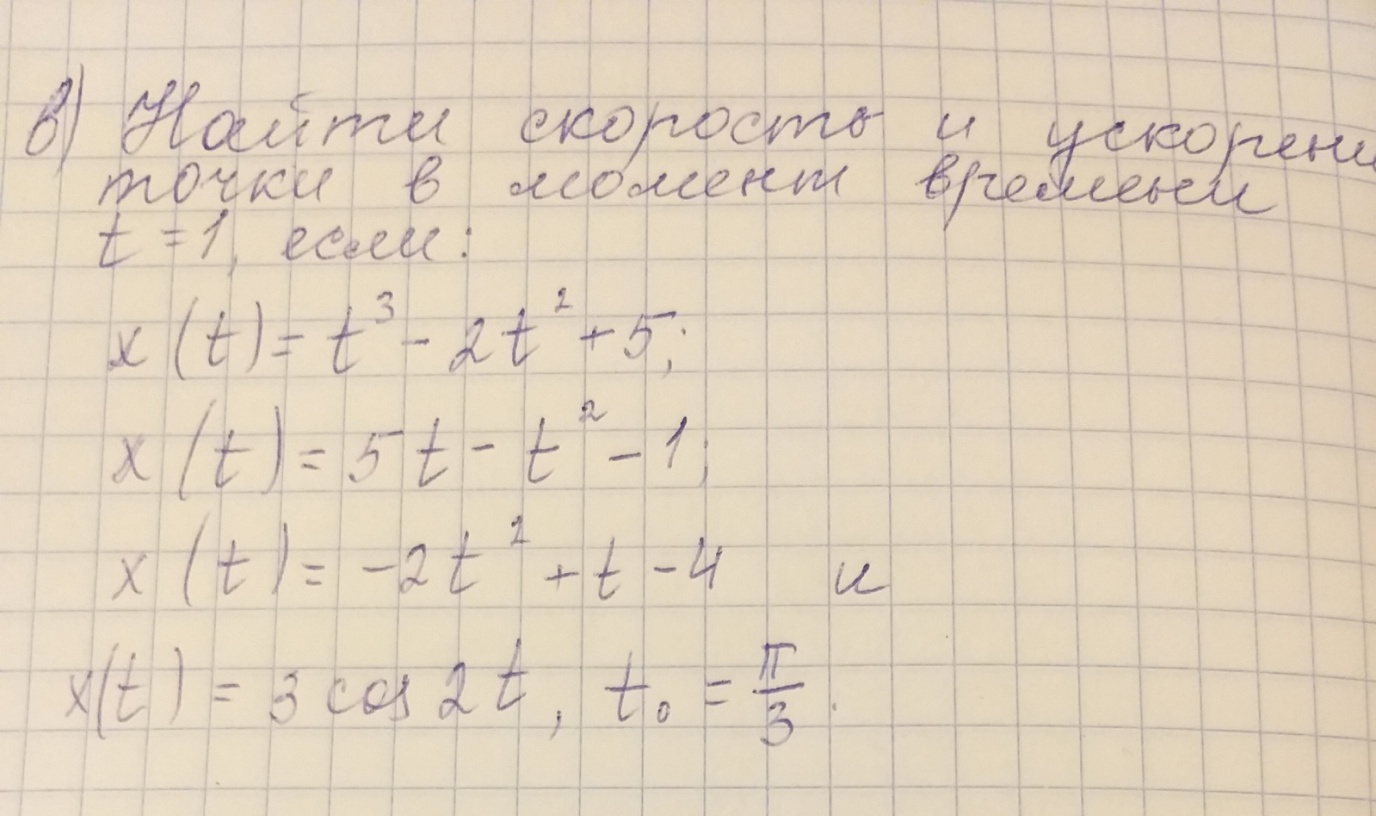 в) Найти скорость и ускорени
точки в момент времени
t = 1, если:
x(t) = t³ - 2t² + 5;
x(t) = 5t - t² - 1;
x(t) = -2t² + t - 4 и
x(t) = 3 cos 2t, t₀ = π/3.